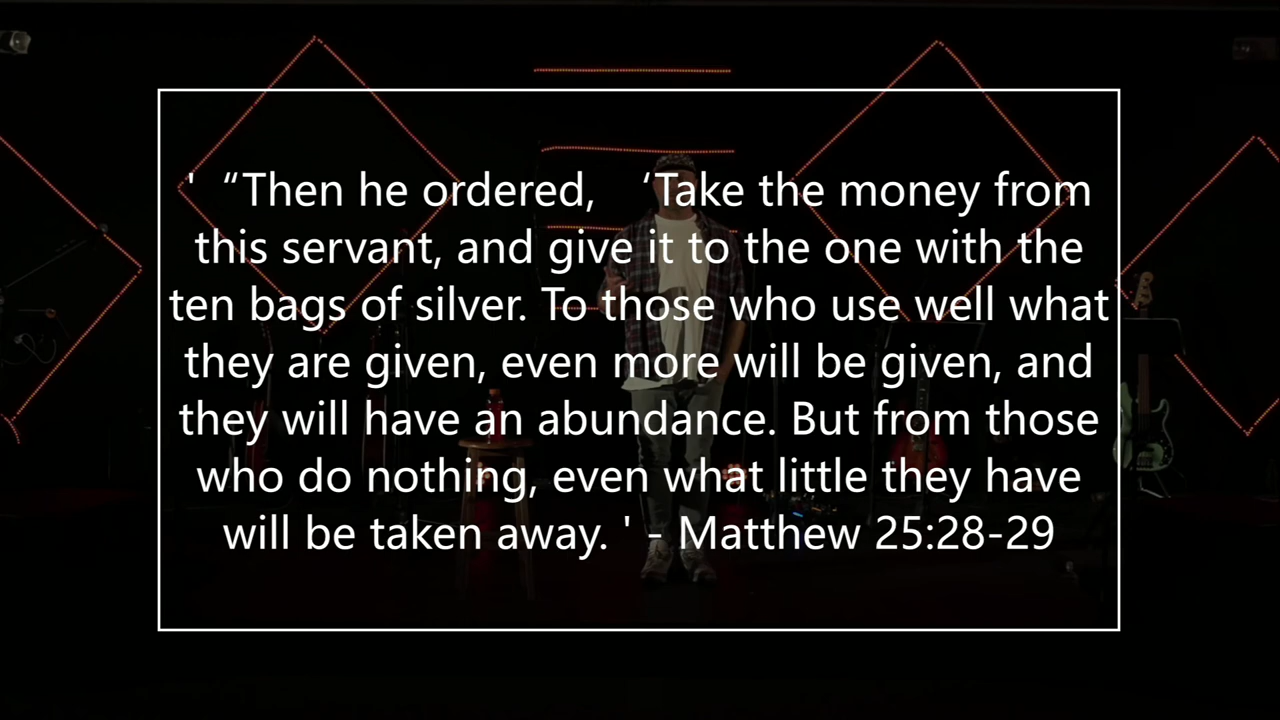 ' “Then he ordered, ‘Take the money from
this servant, and give it to the one with the
ten bags of silver. To those who use well what
they are given, even more will be given, and
they will have an abundance. But from those
who do nothing, even what little they have
will be taken away. ' - Matthew 25:28-29